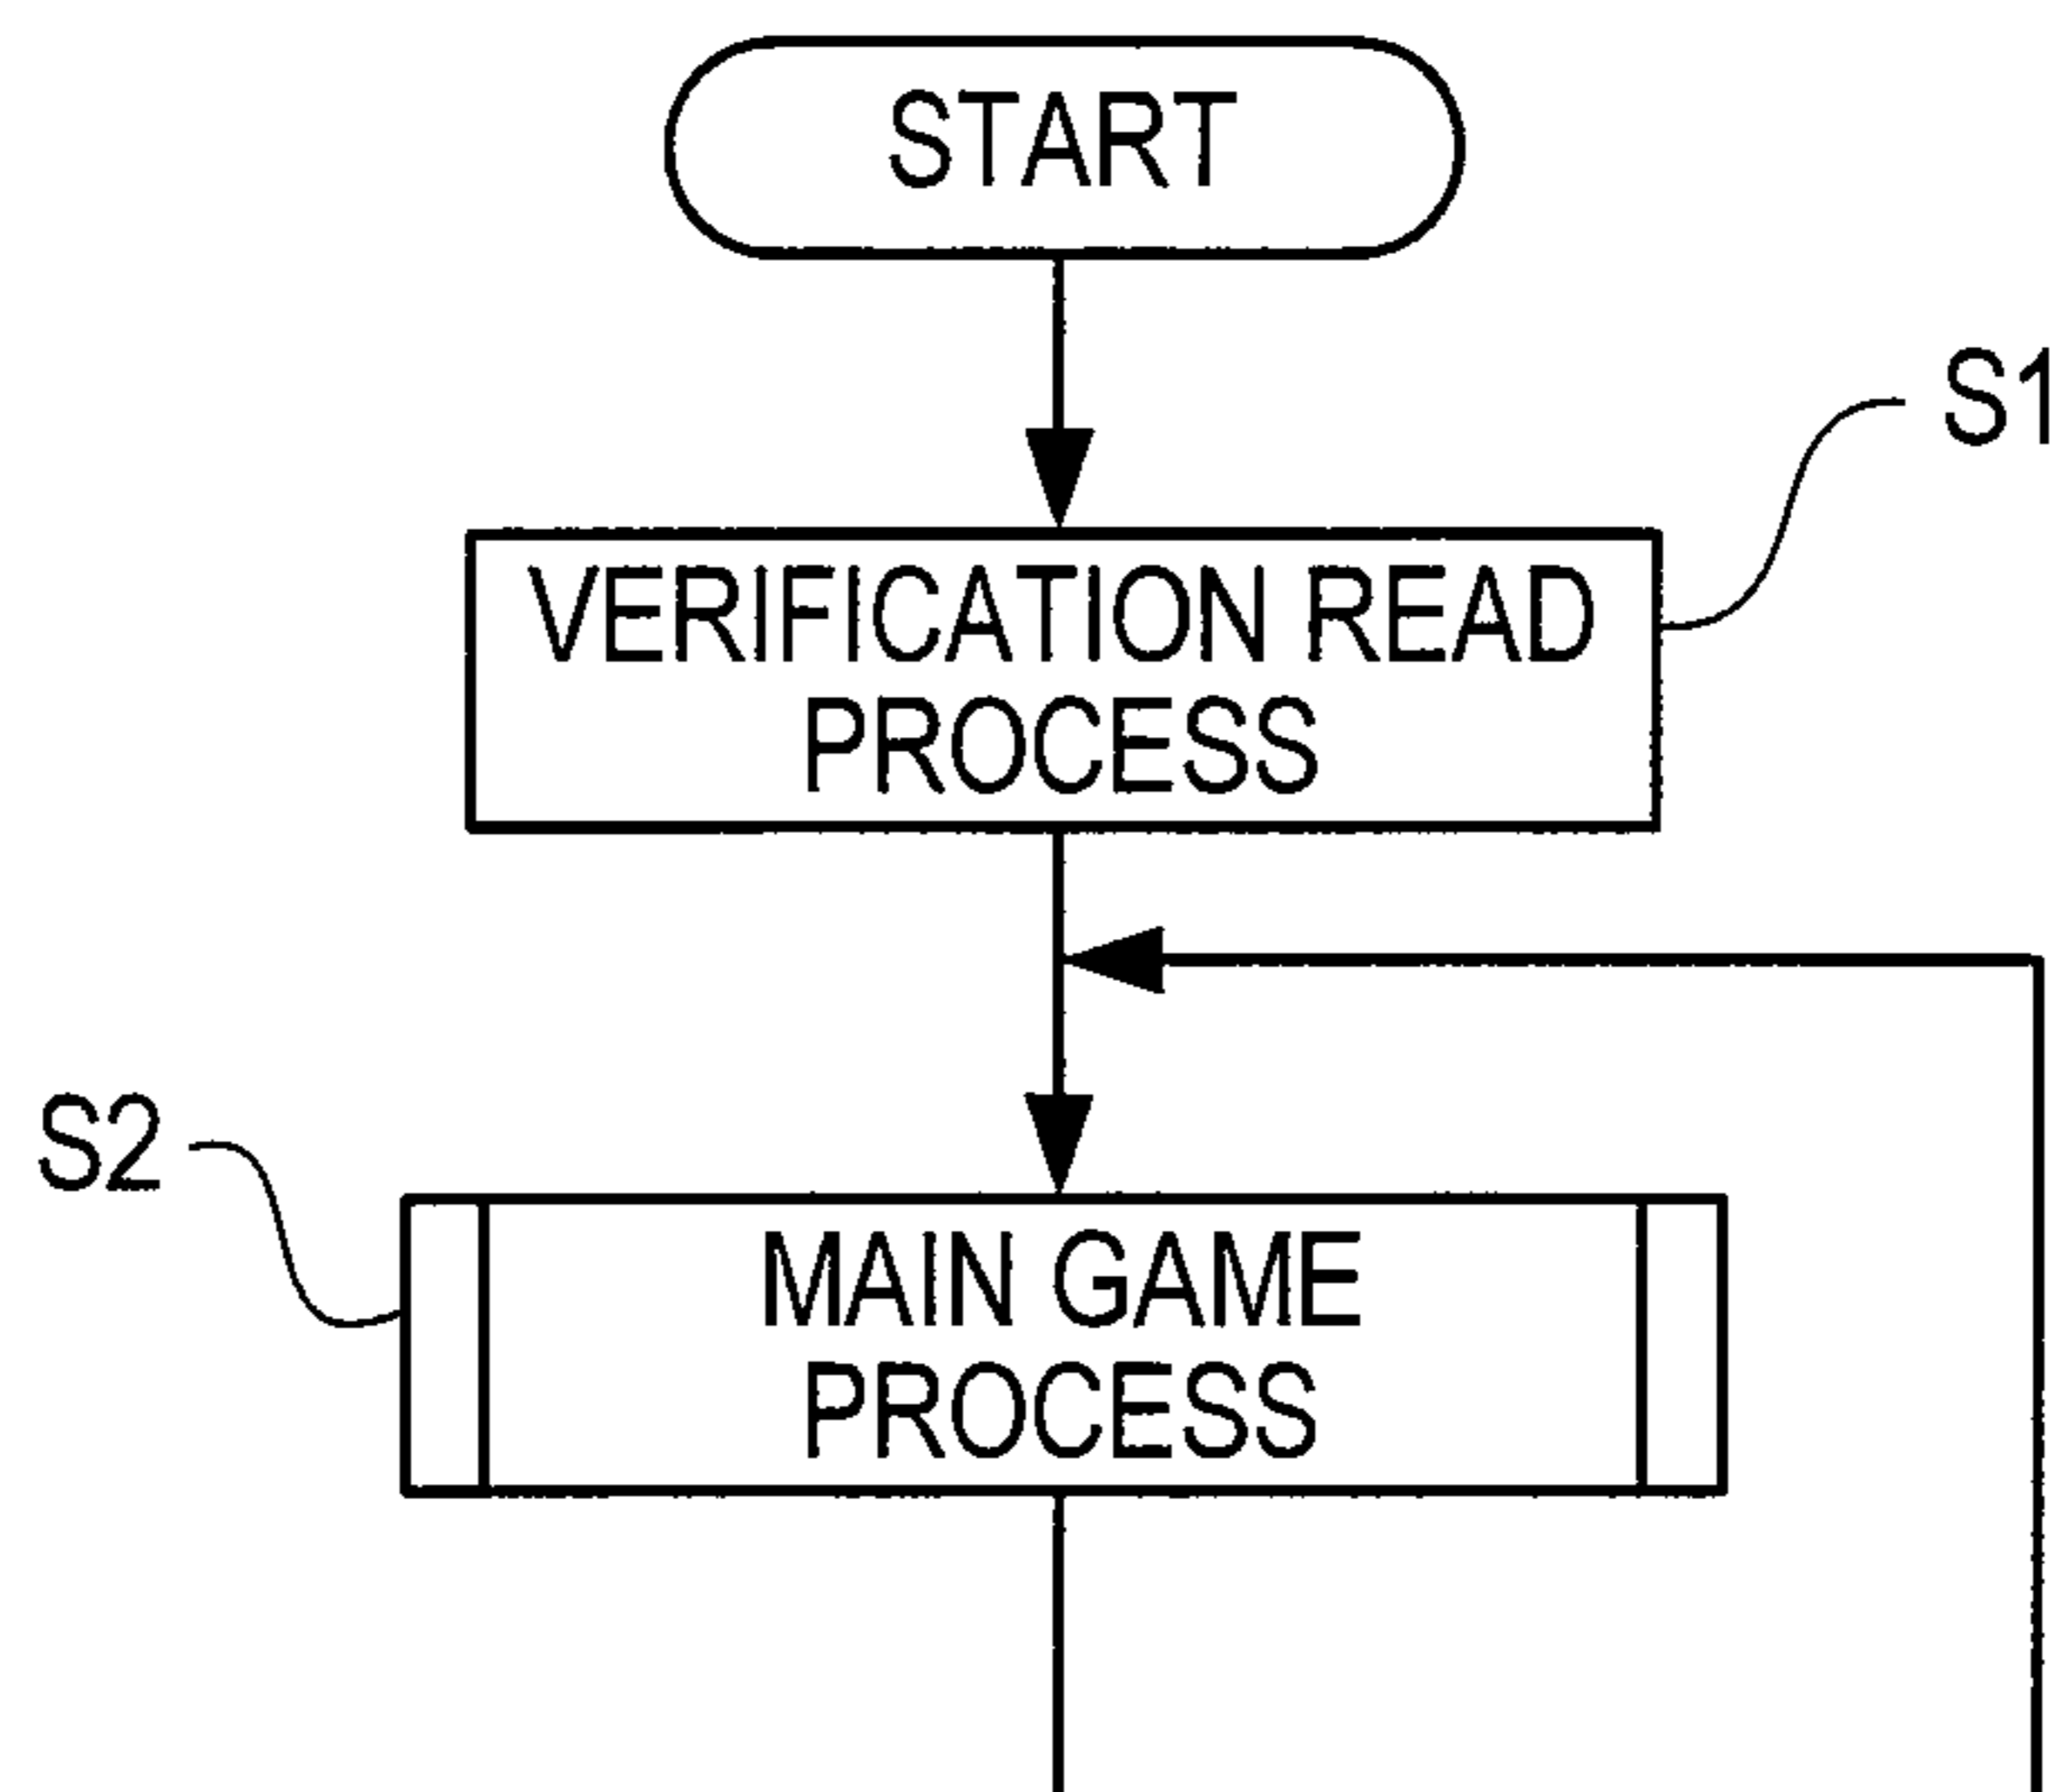 START
S1
VERIFICATION READ
PROCESS
S2
MAIN GAME
PROCESS